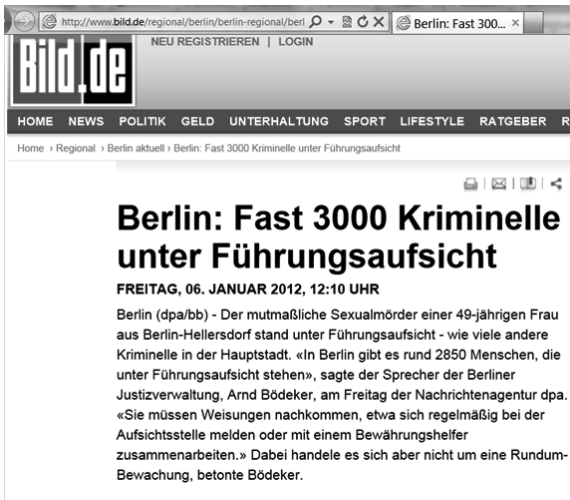 http://www.bild.de/regional/berlin/berlin-regional/berl
Berlin: Fast 300... ×
Bild.de
NEU REGISTRIEREN | LOGIN
HOME NEWS POLITIK GELD UNTERHALTUNG SPORT LIFESTYLE RATGEBER R
Home › Regional › Berlin aktuell › Berlin: Fast 3000 Kriminelle unter Führungsaufsicht
Berlin: Fast 3000 Kriminelle
unter Führungsaufsicht
FREITAG, 06. JANUAR 2012, 12:10 UHR
Berlin (dpa/bb) - Der mutmaßliche Sexualmörder einer 49-jährigen Frau
aus Berlin-Hellersdorf stand unter Führungsaufsicht - wie viele andere
Kriminelle in der Hauptstadt. «In Berlin gibt es rund 2850 Menschen, die
unter Führungsaufsicht stehen», sagte der Sprecher der Berliner
Justizverwaltung, Arnd Bödeker, am Freitag der Nachrichtenagentur dpa.
«Sie müssen Weisungen nachkommen, etwa sich regelmäßig bei der
Aufsichtsstelle melden oder mit einem Bewährungshelfer
zusammenarbeiten.» Dabei handele es sich aber nicht um eine Rundum-
Bewachung, betonte Bödeker.